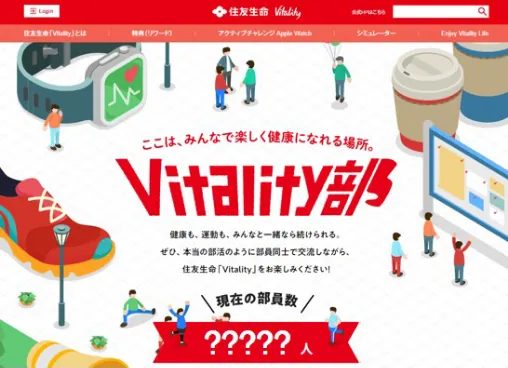 Login
住友生命 Vitality
公式HPはこちら
住友生命「Vitality」とは
特典（リワード）
アクティブチャレンジ Apple Watch
シミュレーター
Enjoy Vitality Life
ここは、みんなで楽しく健康になれる場所。
Vitality部
健康も、運動も、みんなと一緒なら続けられる。
ぜひ、本当の部活のように部員同士で交流しながら、
住友生命「Vitality」をお楽しみください!
現在の部員数
????? 人